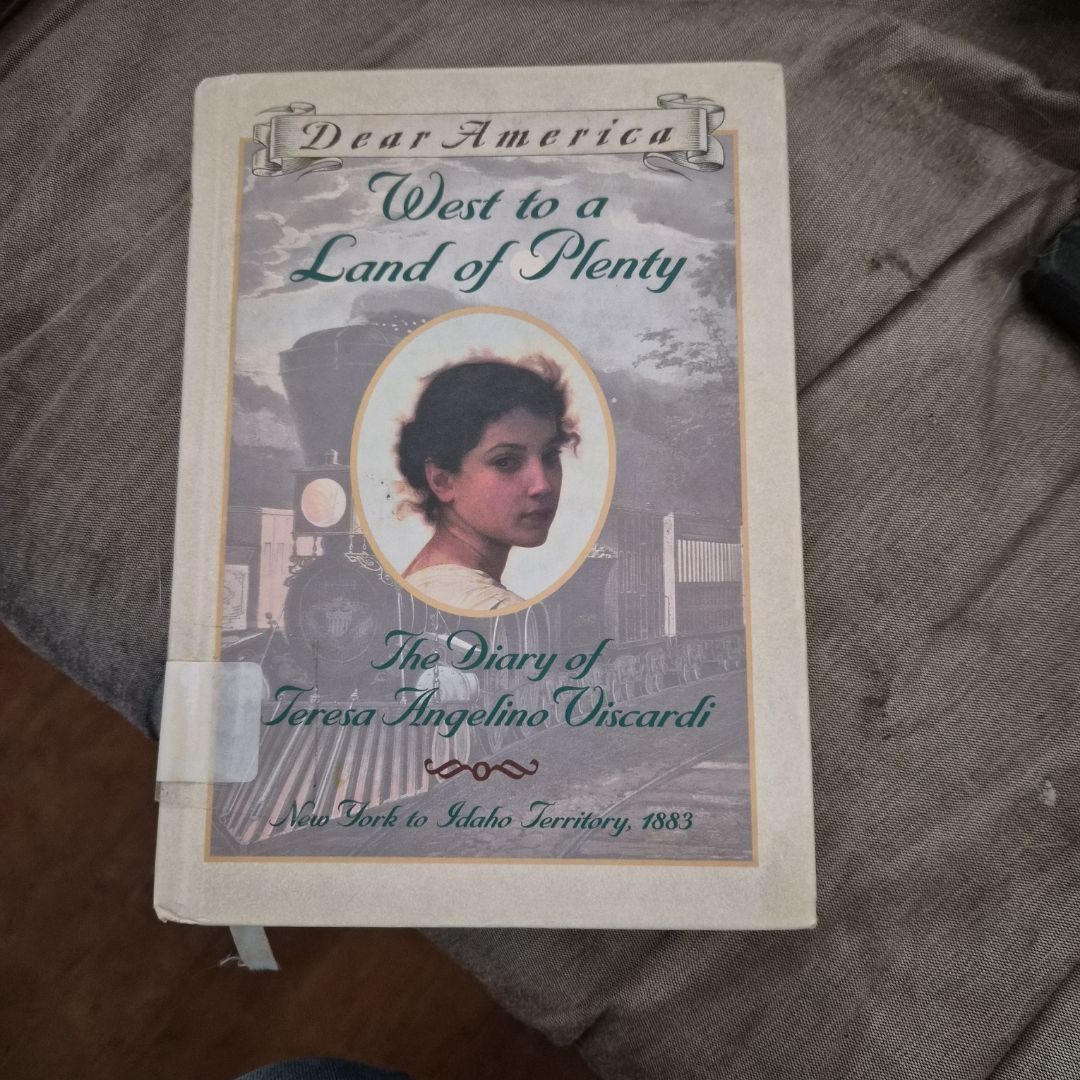 Dear America
West to a
Land of Plenty
The Diary of
Teresa Angelino Viscardi
New York to Idaho Territory, 1883